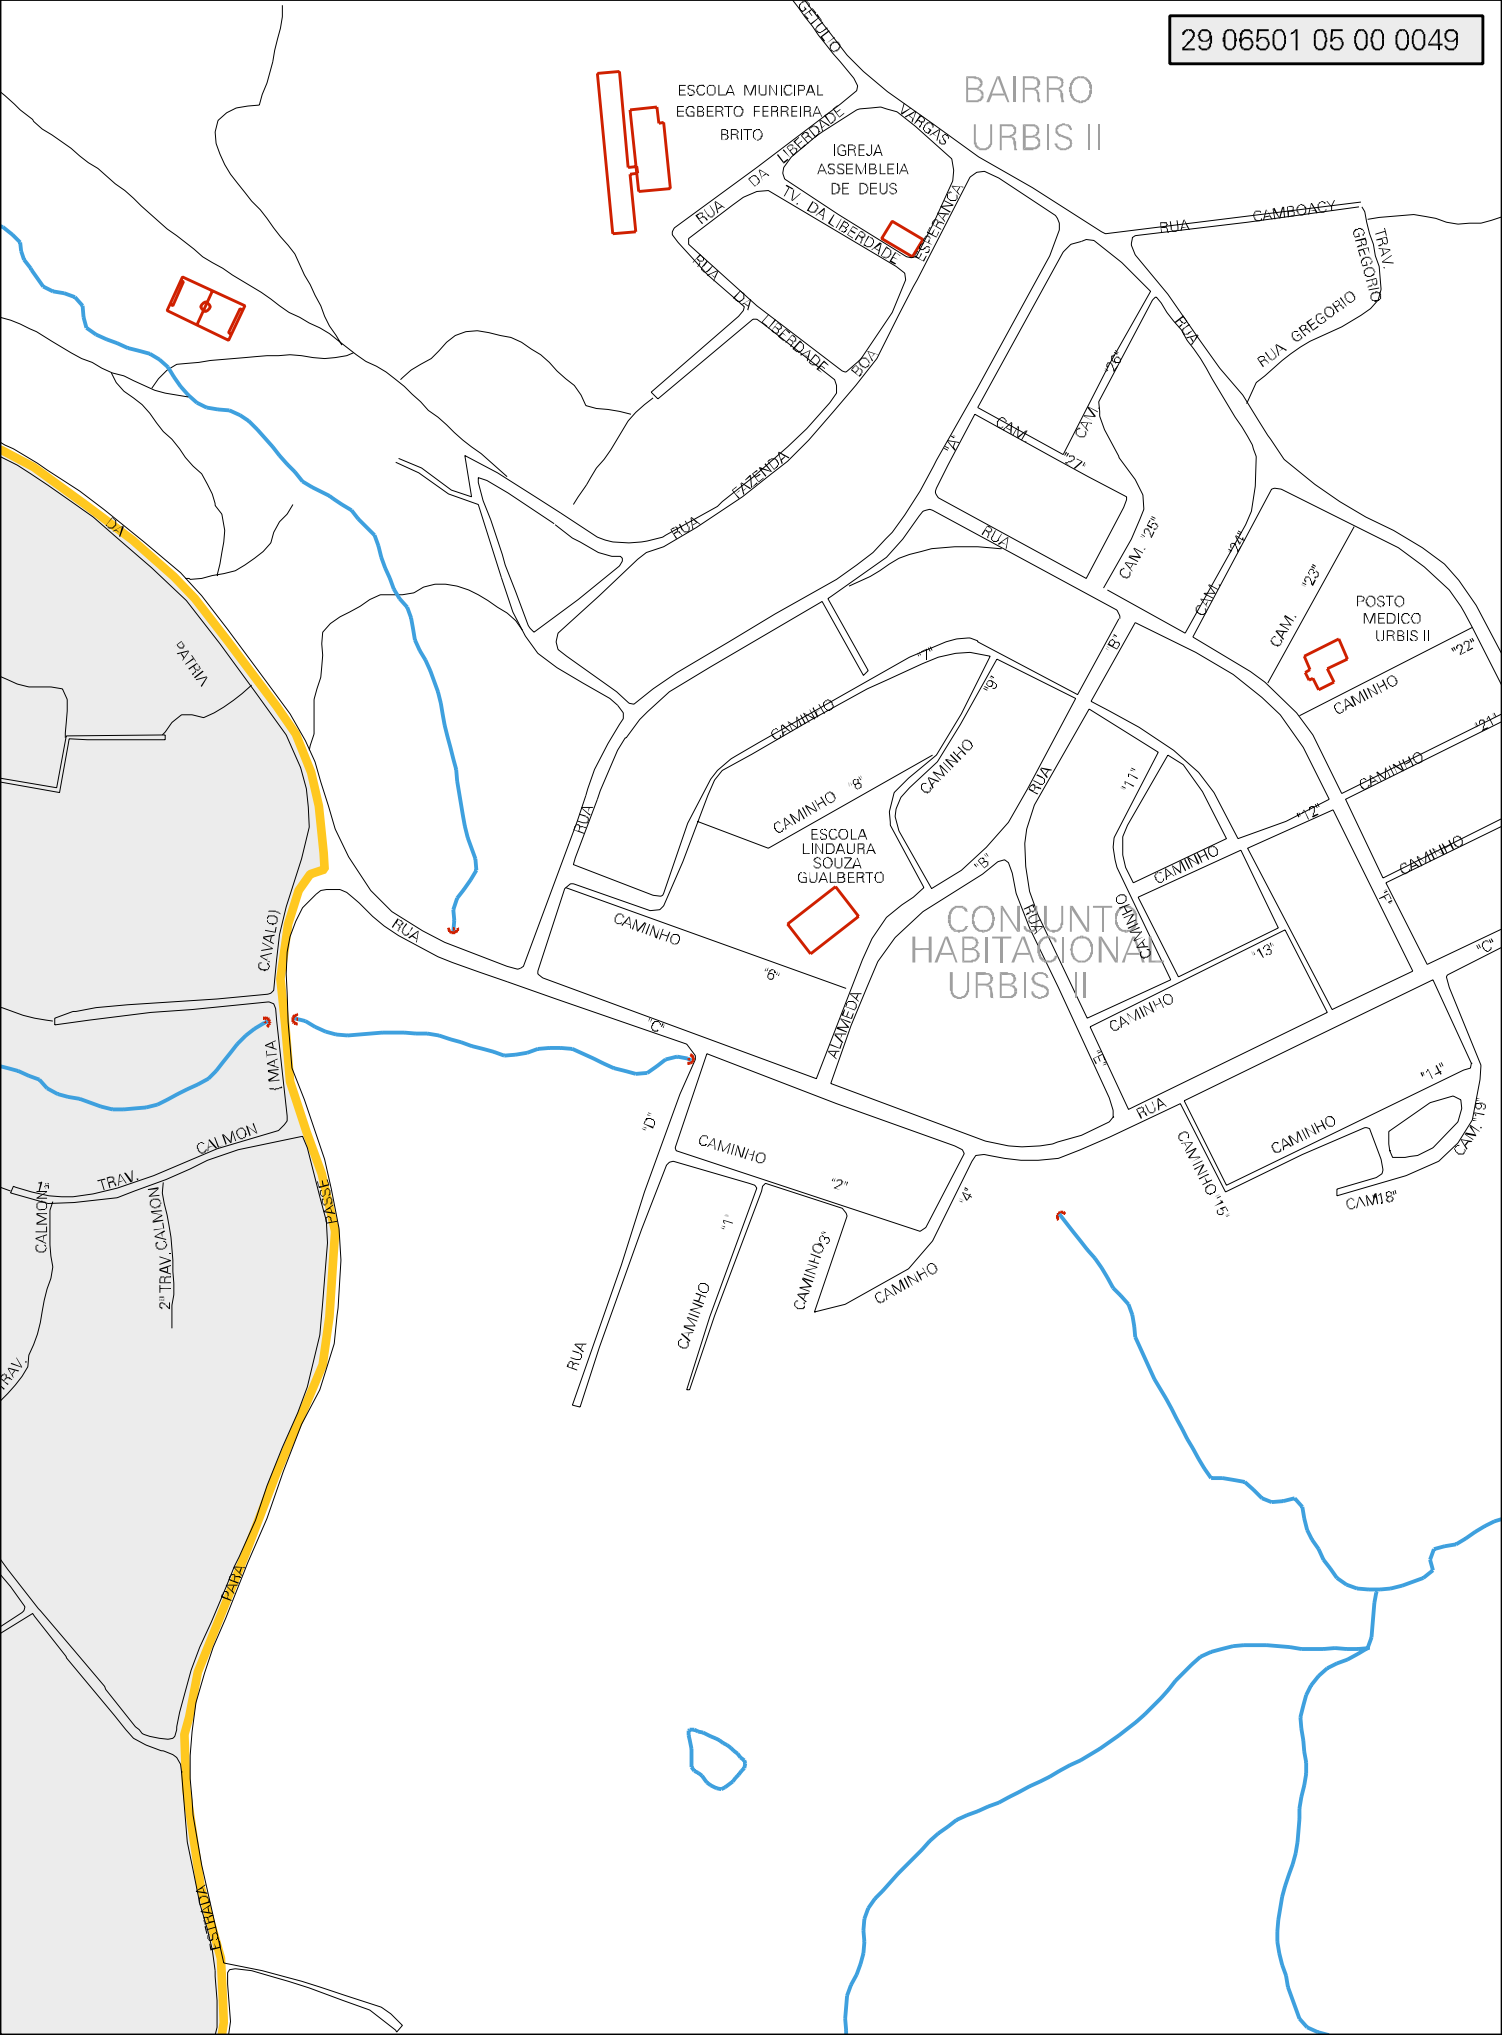 29 06501 05 00 0049
GETULIO
BAIRRO
URBIS II
ESCOLA MUNICIPAL
EGBERTO FERREIRA
BRITO
VARGAS
RUA DA LIBERDADE
IGREJA
ASSEMBLEIA
DE DEUS
TV. DA LIBERDADE
ESPERANCA
RUA CAMBOACY
TRAV.
GREGORIO
RUA DA LIBERDADE
RUA
RUA GREGORIO
BOA
"26"
CAM
CAM
"27"
"A"
FAZENDA
RUA
DA
RUA
CAM. "25"
"24"
CAM.
"23"
CAM.
POSTO
MEDICO
URBIS II
"22"
CAMINHO
PATRIA
"B"
"7"
CAMINHO
"9"
"21"
CAMINHO
CAMINHO
"8"
CAMINHO
RUA
"11"
"12"
RUA
ESCOLA
LINDAURA
SOUZA
GUALBERTO
"B"
CAMINHO
CAMINHO
"F"
CAVALO)
RUA
CAMINHO
"6"
CONJUNTO
HABITACIONAL
URBIS II
RUA
CAMINHO
"13"
"C"
CAMINHO
"C"
ALAMEDA
( MATA
"E"
"14"
RUA
"D"
CAMINHO
CAMINHO
CAM. "19"
CALMON
TRAV.
1ª
CALMON
2ª TRAV. CALMON
PASSE
"2"
"4"
CAMINHO "15"
CAM "18"
"1"
CAMINHO
CAMINHO "3"
CAMINHO
RUA
TRAV.
PARA
ESTRADA